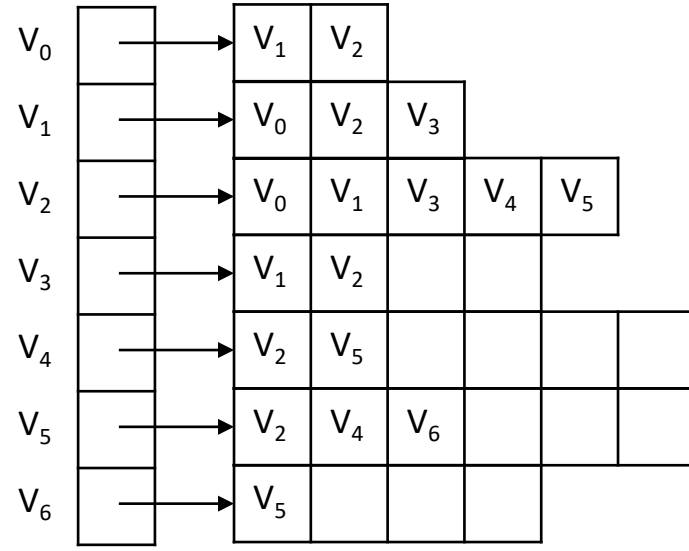 V₀ V₁ V₂
V₁ V₀ V₂ V₃
V₂ V₀ V₁ V₃ V₄ V₅
V₃ V₁ V₂
V₄ V₂ V₅
V₅ V₂ V₄ V₆
V₆ V₅